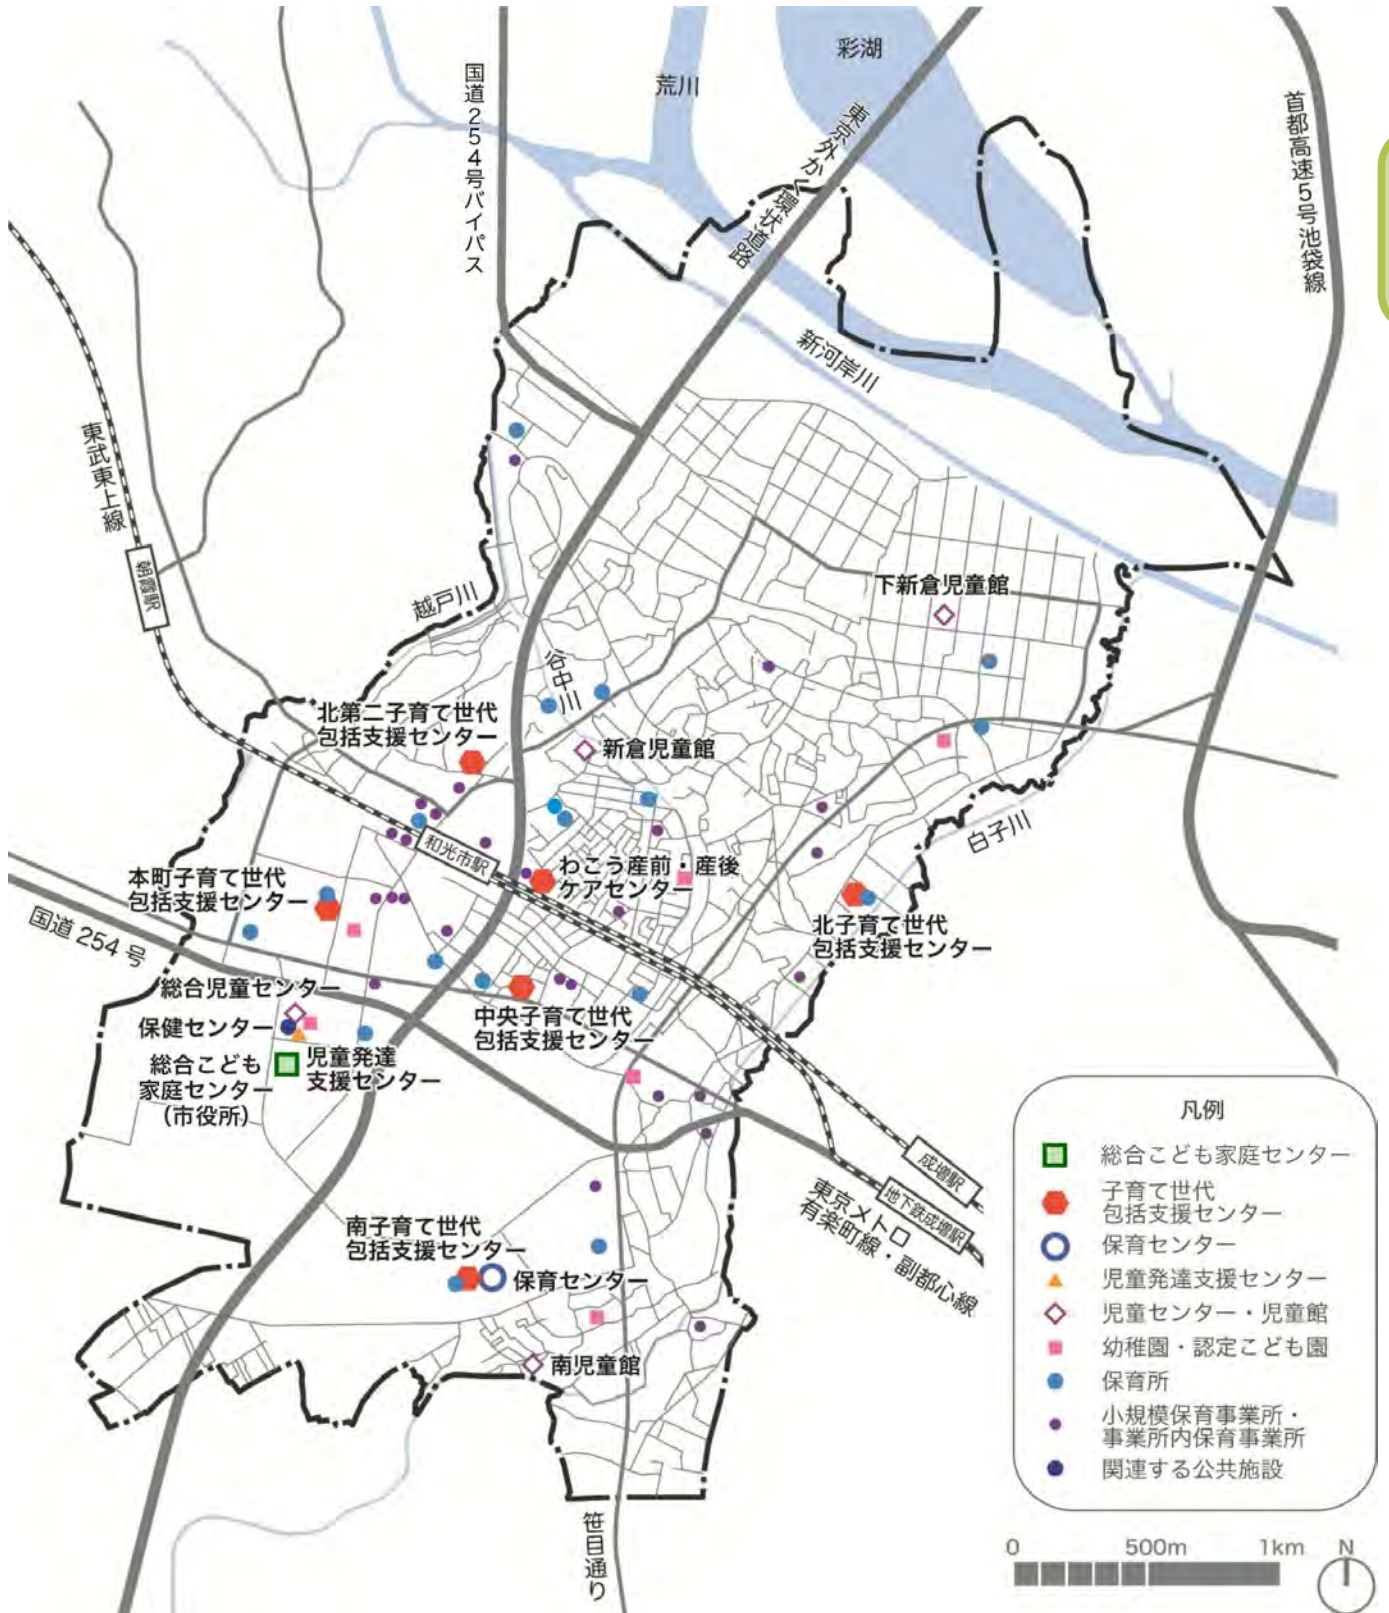 彩湖
荒川
国道254号バイパス
東京外かく環状道路
首都高速5号池袋線
新河岸川
東武東上線
朝霞駅
越戸川
谷中川
下新倉児童館
北第二子育て世代
包括支援センター
新倉児童館
白子川
和光市駅
わこう産前・産後
ケアセンター
本町子育て世代
包括支援センター
国道254号
北子育て世代
包括支援センター
総合児童センター
保健センター
中央子育て世代
包括支援センター
総合こども
家庭センター
（市役所）
児童発達
支援センター
成増駅
地下鉄成増駅
東京メトロ
有楽町線・副都心線
南子育て世代
包括支援センター
保育センター
南児童館
笹目通り
凡例
総合こども家庭センター
子育て世代
包括支援センター
保育センター
児童発達支援センター
児童センター・児童館
幼稚園・認定こども園
保育所
小規模保育事業所・
事業所内保育事業所
関連する公共施設
0 500m 1km N